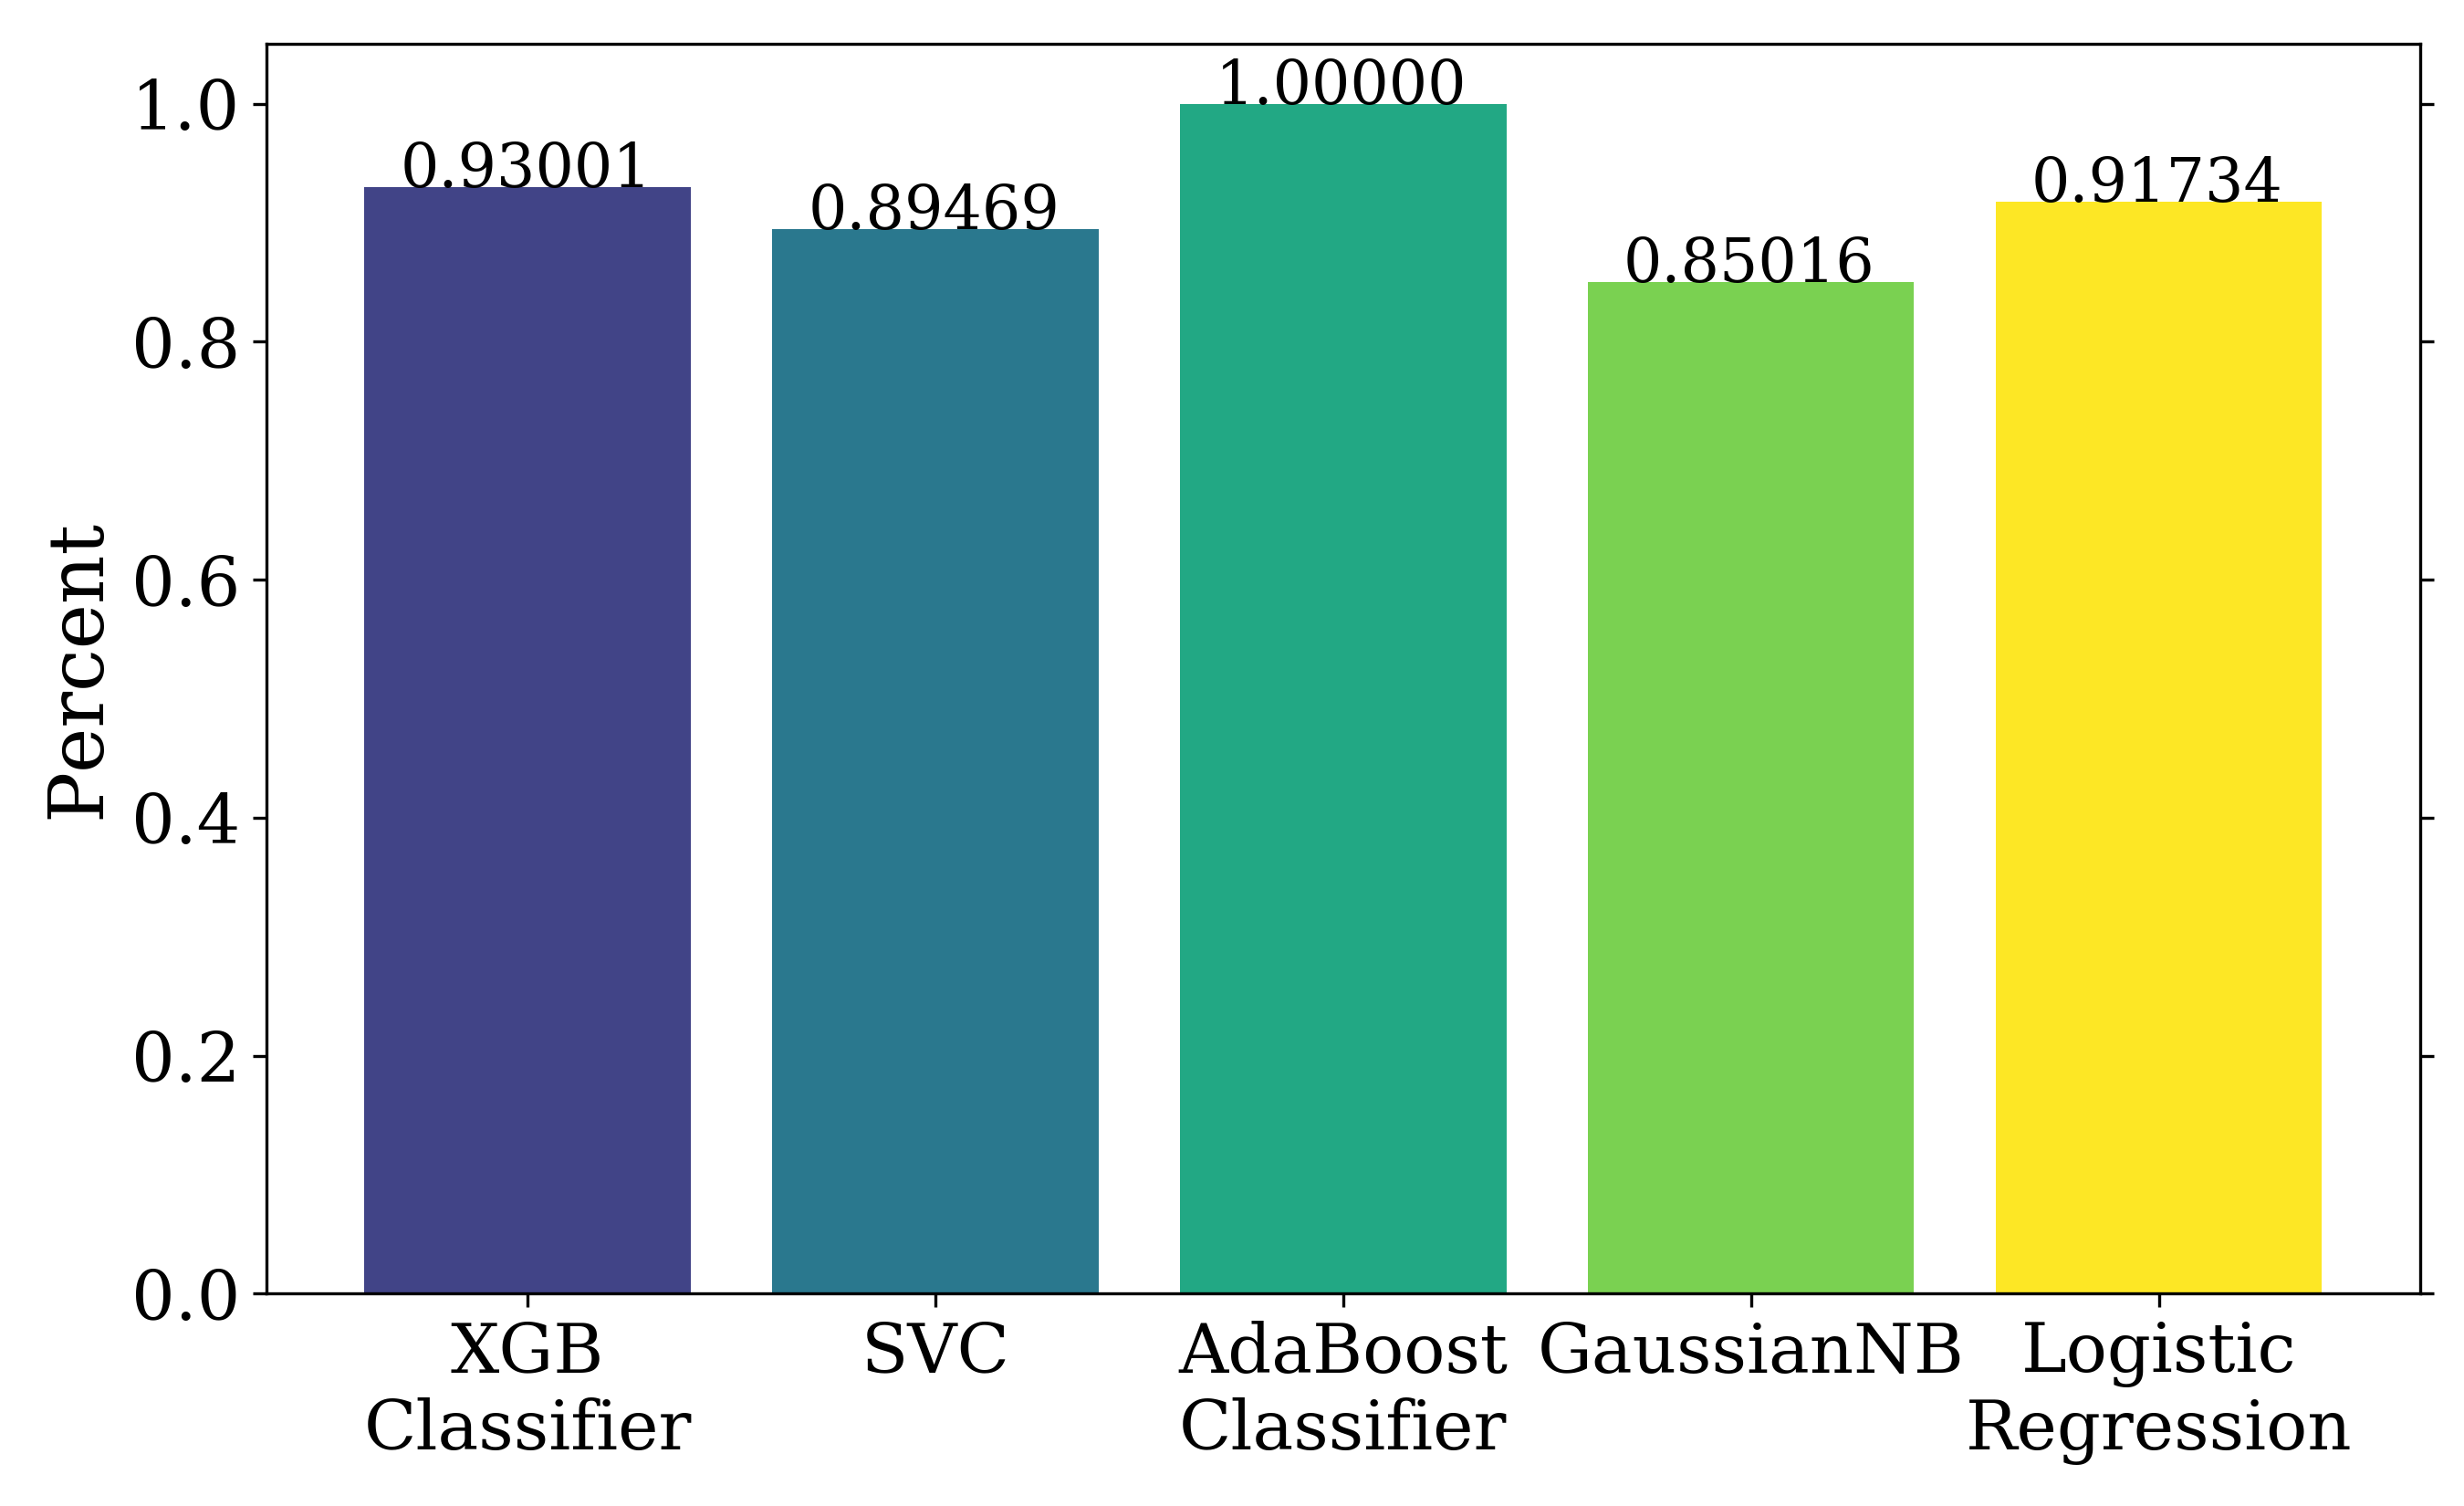 Percent
1.0
0.8
0.6
0.4
0.2
0.0
0.93001
0.89469
1.00000
0.85016
0.91734
XGB
Classifier
SVC
AdaBoost
Classifier
GaussianNB
Logistic
Regression